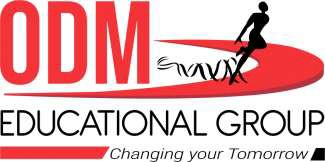 ODM
EDUCATIONAL GROUP
Changing your Tomorrow